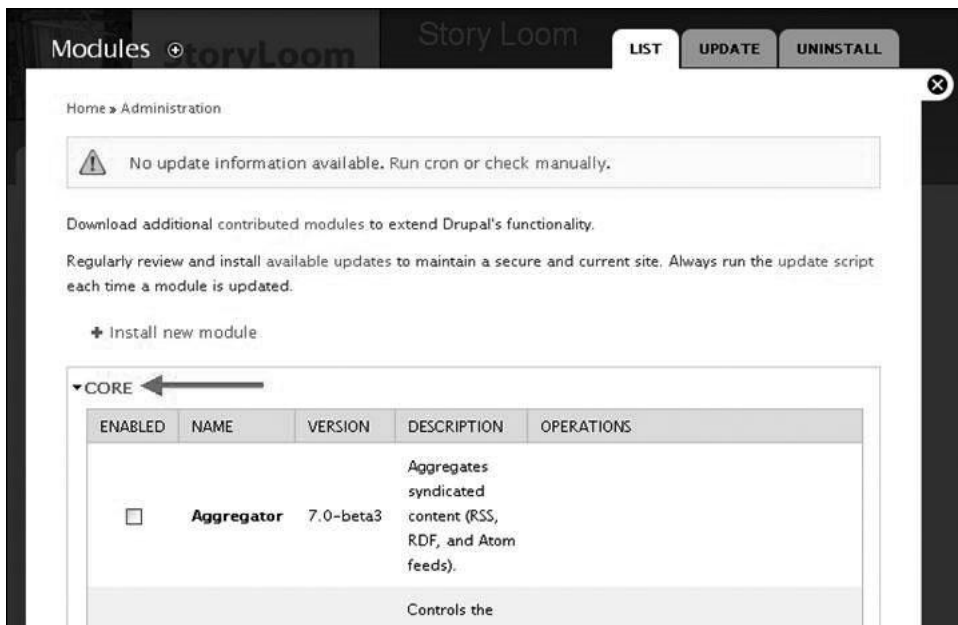 Story Loom
Modules
StoryLoom
LIST UPDATE UNINSTALL
Home » Administration
No update information available. Run cron or check manually.
Download additional contributed modules to extend Drupal's functionality.
Regularly review and install available updates to maintain a secure and current site. Always run the update script
each time a module is updated.
+ Install new module
CORE
ENABLED NAME VERSION DESCRIPTION OPERATIONS
Aggregator 7.0-beta3 Aggregates
syndicated
content (RSS,
RDF, and Atom
feeds).
Controls the